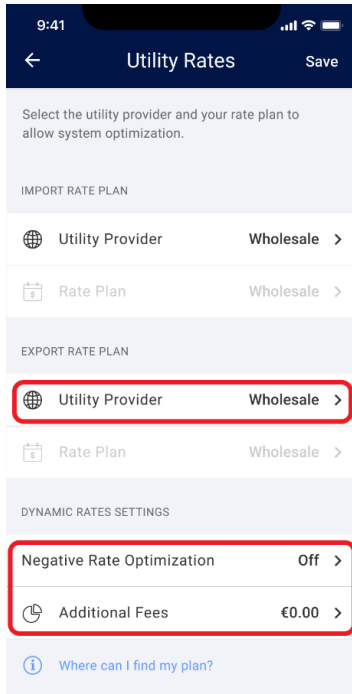 9:41
Utility Rates Save
Select the utility provider and your rate plan to
allow system optimization.
IMPORT RATE PLAN
Utility Provider Wholesale
$ Rate Plan Wholesale
EXPORT RATE PLAN
Utility Provider Wholesale
$ Rate Plan Wholesale
DYNAMIC RATES SETTINGS
Negative Rate Optimization Off
Additional Fees €0.00
i Where can I find my plan?